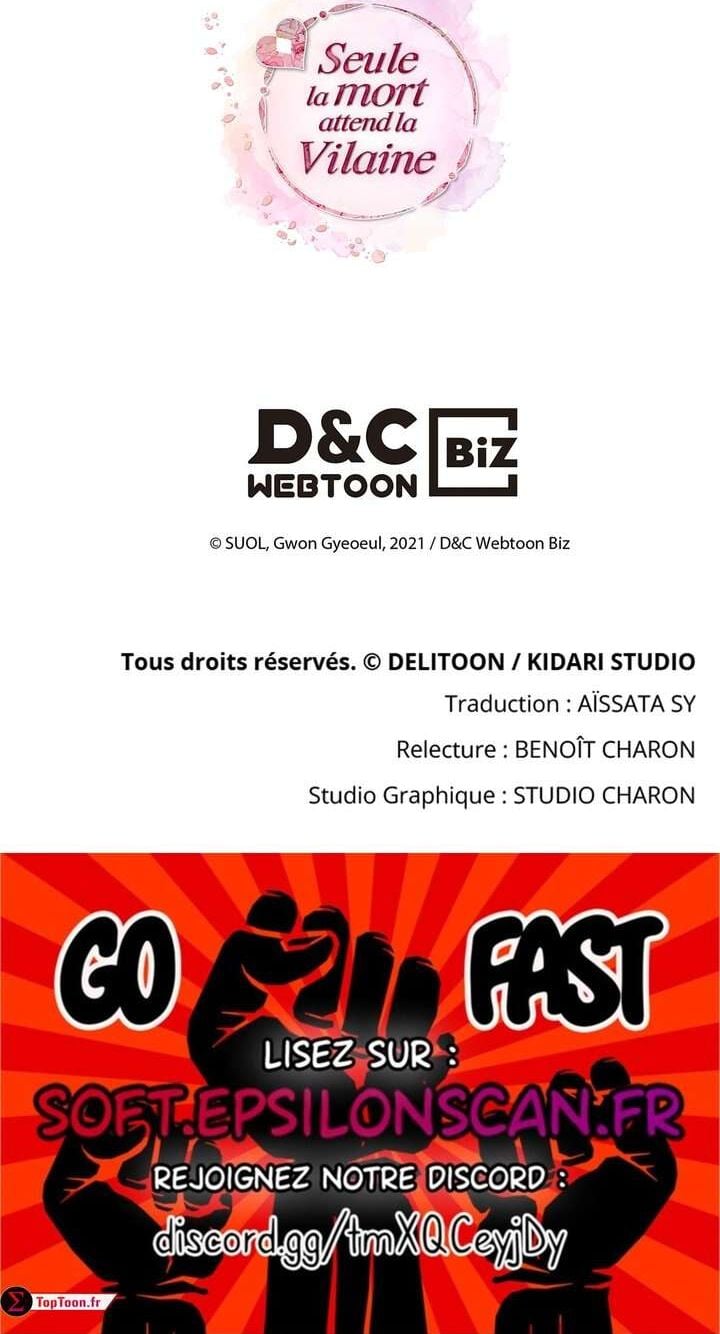 Seule
la mort
attend la
Vilaine
D&C BiZ
WEBTOON
© SUOL, Gwon Gyeoeul, 2021 / D&C Webtoon Biz
Tous droits réservés. © DELITOON / KIDARI STUDIO
Traduction : AÏSSATA SY
Relecture : BENOÎT CHARON
Studio Graphique : STUDIO CHARON
GO FAST
LISEZ SUR :
SOFT.EPSILONSCAN.FR
REJOIGNEZ NOTRE DISCORD :
discord.gg/tmXQCeyjDy
Σ TopToon.fr